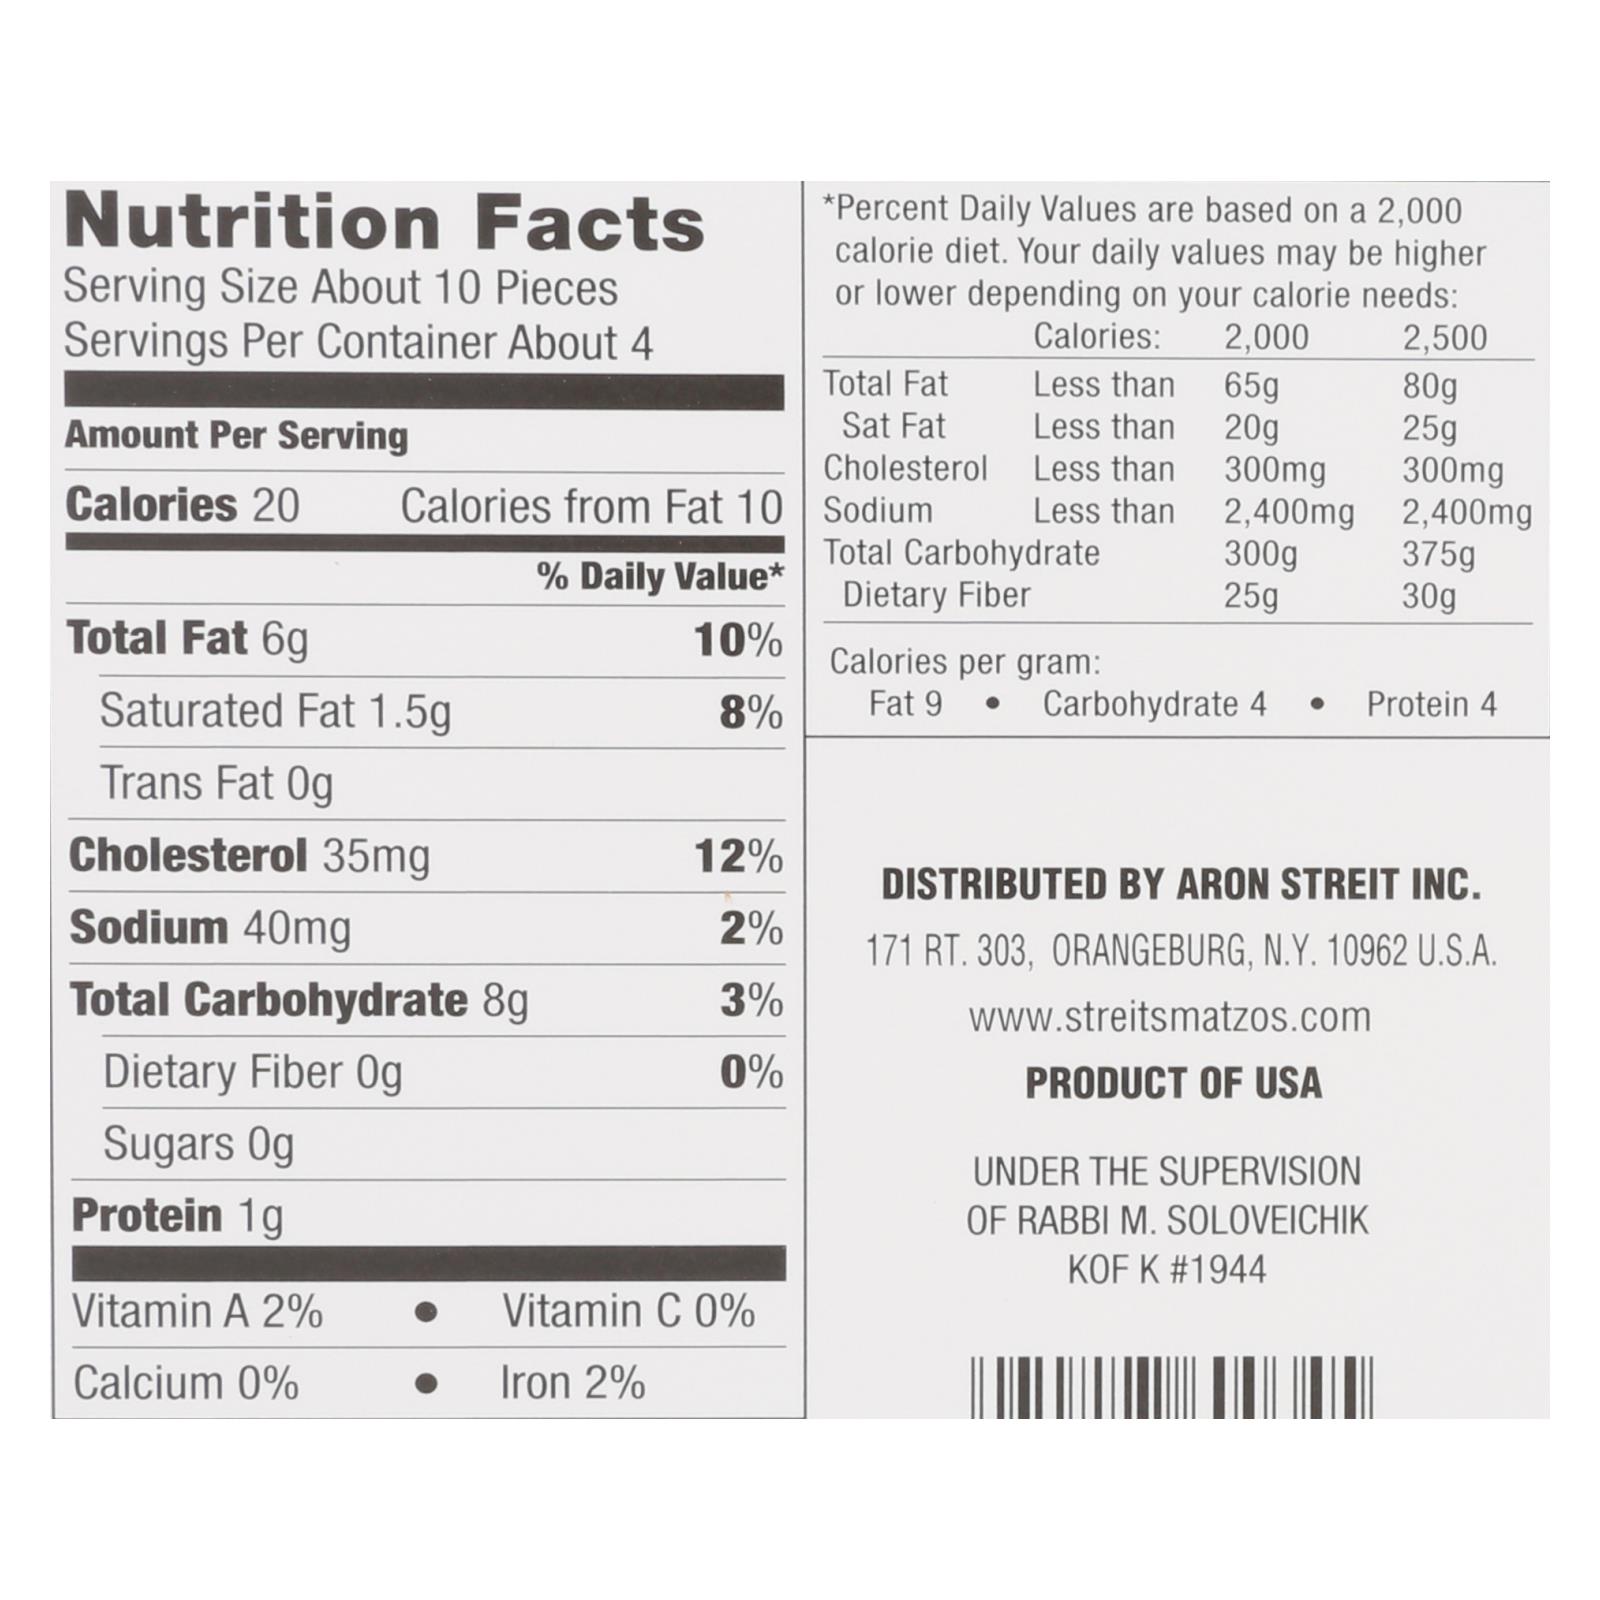 Nutrition Facts
Serving Size About 10 Pieces
Servings Per Container About 4
Amount Per Serving
Calories 20 Calories from Fat 10
% Daily Value*
Total Fat 6g 10%
Saturated Fat 1.5g 8%
Trans Fat 0g
Cholesterol 35mg 12%
Sodium 40mg 2%
Total Carbohydrate 8g 3%
Dietary Fiber 0g 0%
Sugars 0g
Protein 1g
Vitamin A 2% • Vitamin C 0%
Calcium 0% • Iron 2%
*Percent Daily Values are based on a 2,000
calorie diet. Your daily values may be higher
or lower depending on your calorie needs:
Calories: 2,000 2,500
Total Fat Less than 65g 80g
Sat Fat Less than 20g 25g
Cholesterol Less than 300mg 300mg
Sodium Less than 2,400mg 2,400mg
Total Carbohydrate 300g 375g
Dietary Fiber 25g 30g
Calories per gram:
Fat 9 • Carbohydrate 4 • Protein 4
DISTRIBUTED BY ARON STREIT INC.
171 RT. 303, ORANGEBURG, N.Y. 10962 U.S.A.
www.streitsmatzos.com
PRODUCT OF USA
UNDER THE SUPERVISION
OF RABBI M. SOLOVEICHIK
KOF K #1944